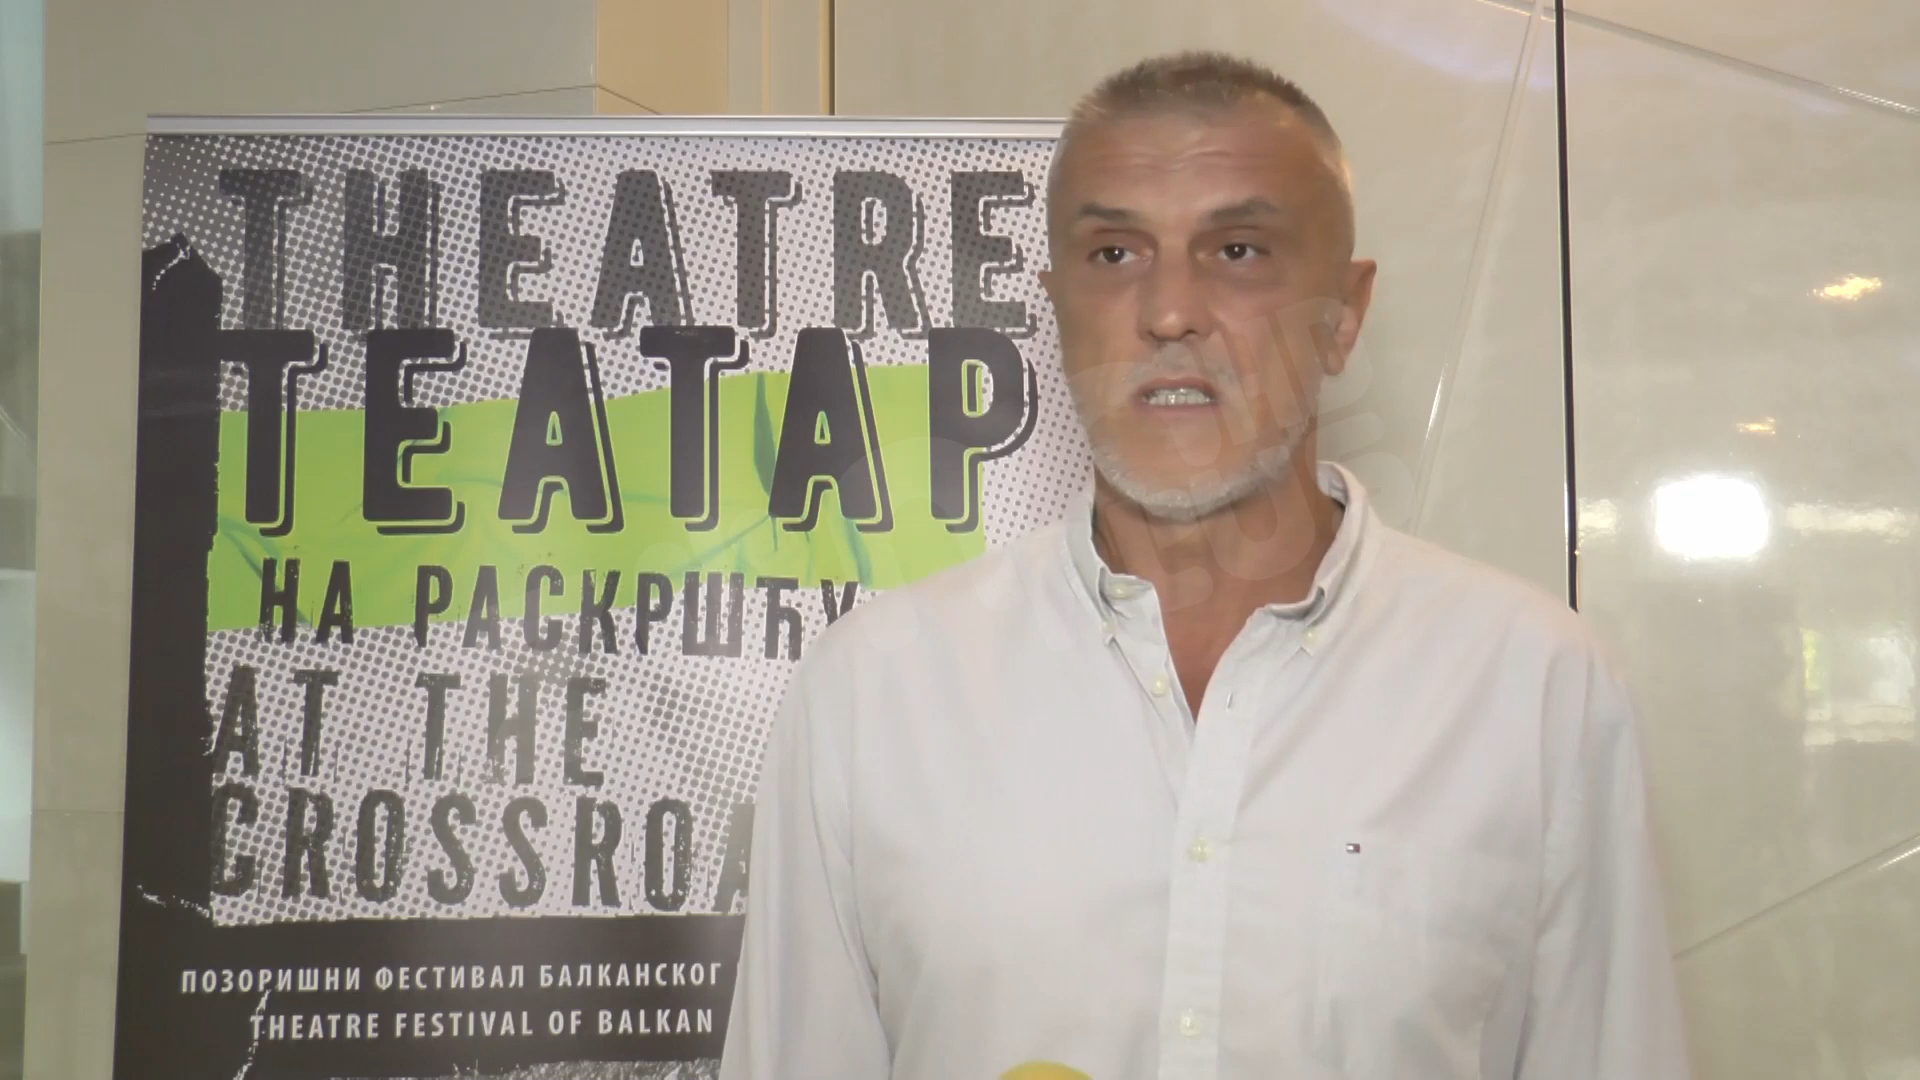 THEATRE
ТЕАТАР
НА РАСКРШЋУ
AT THE
CROSSROA
ПОЗОРИШНИ ФЕСТИВАЛ БАЛКАНСКОГ
THEATRE FESTIVAL OF BALKAN